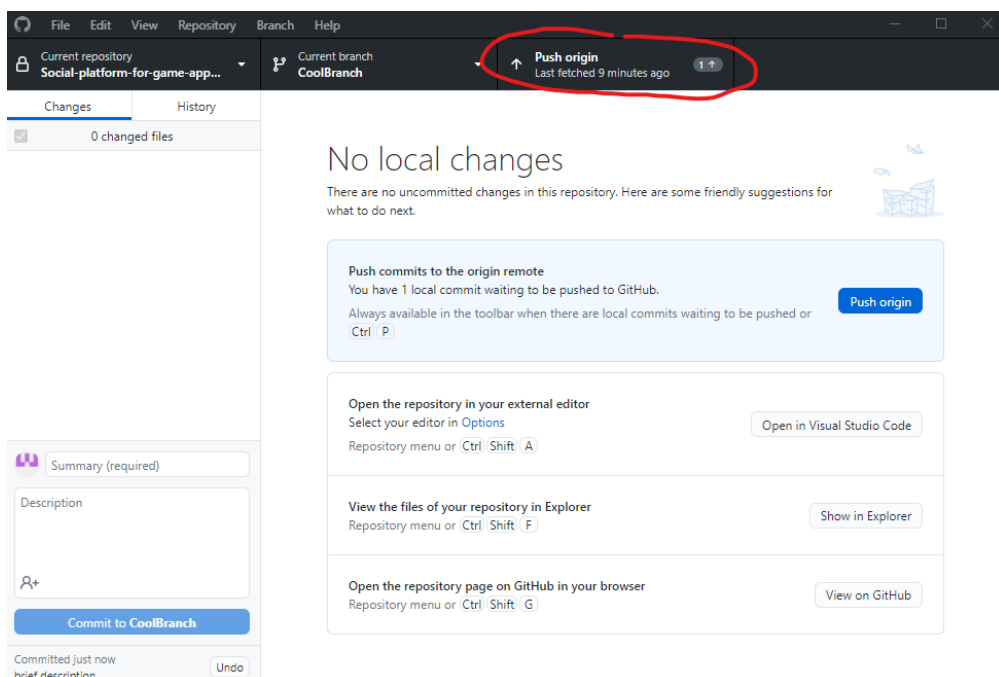 File Edit View Repository Branch Help
Current repository
Social-platform-for-game-app...
Current branch
CoolBranch
Push origin
Last fetched 9 minutes ago
1
Changes History
0 changed files
No local changes
There are no uncommitted changes in this repository. Here are some friendly suggestions for
what to do next.
Push commits to the origin remote
You have 1 local commit waiting to be pushed to GitHub.
Always available in the toolbar when there are local commits waiting to be pushed or
Ctrl P
Push origin
Open the repository in your external editor
Select your editor in Options
Repository menu or Ctrl Shift A
Open in Visual Studio Code
View the files of your repository in Explorer
Repository menu or Ctrl Shift F
Show in Explorer
Open the repository page on GitHub in your browser
Repository menu or Ctrl Shift G
View on GitHub
Summary (required)
Description
Commit to CoolBranch
Committed just now
brief description
Undo